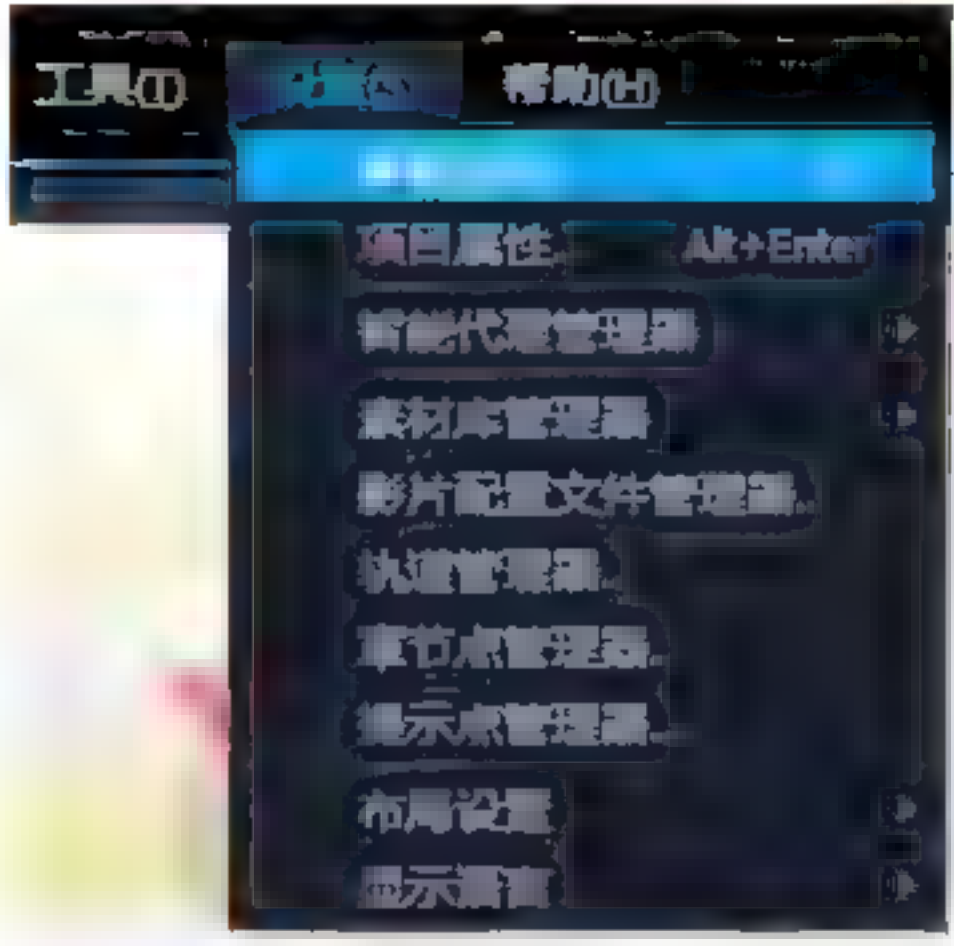 工具(T) 帮助(H)
项目属性... Alt+Enter
智能代理管理器
素材库管理器
影片配置文件管理器...
轨道管理器...
章节点管理器...
提示点管理器...
布局设置
显示语言